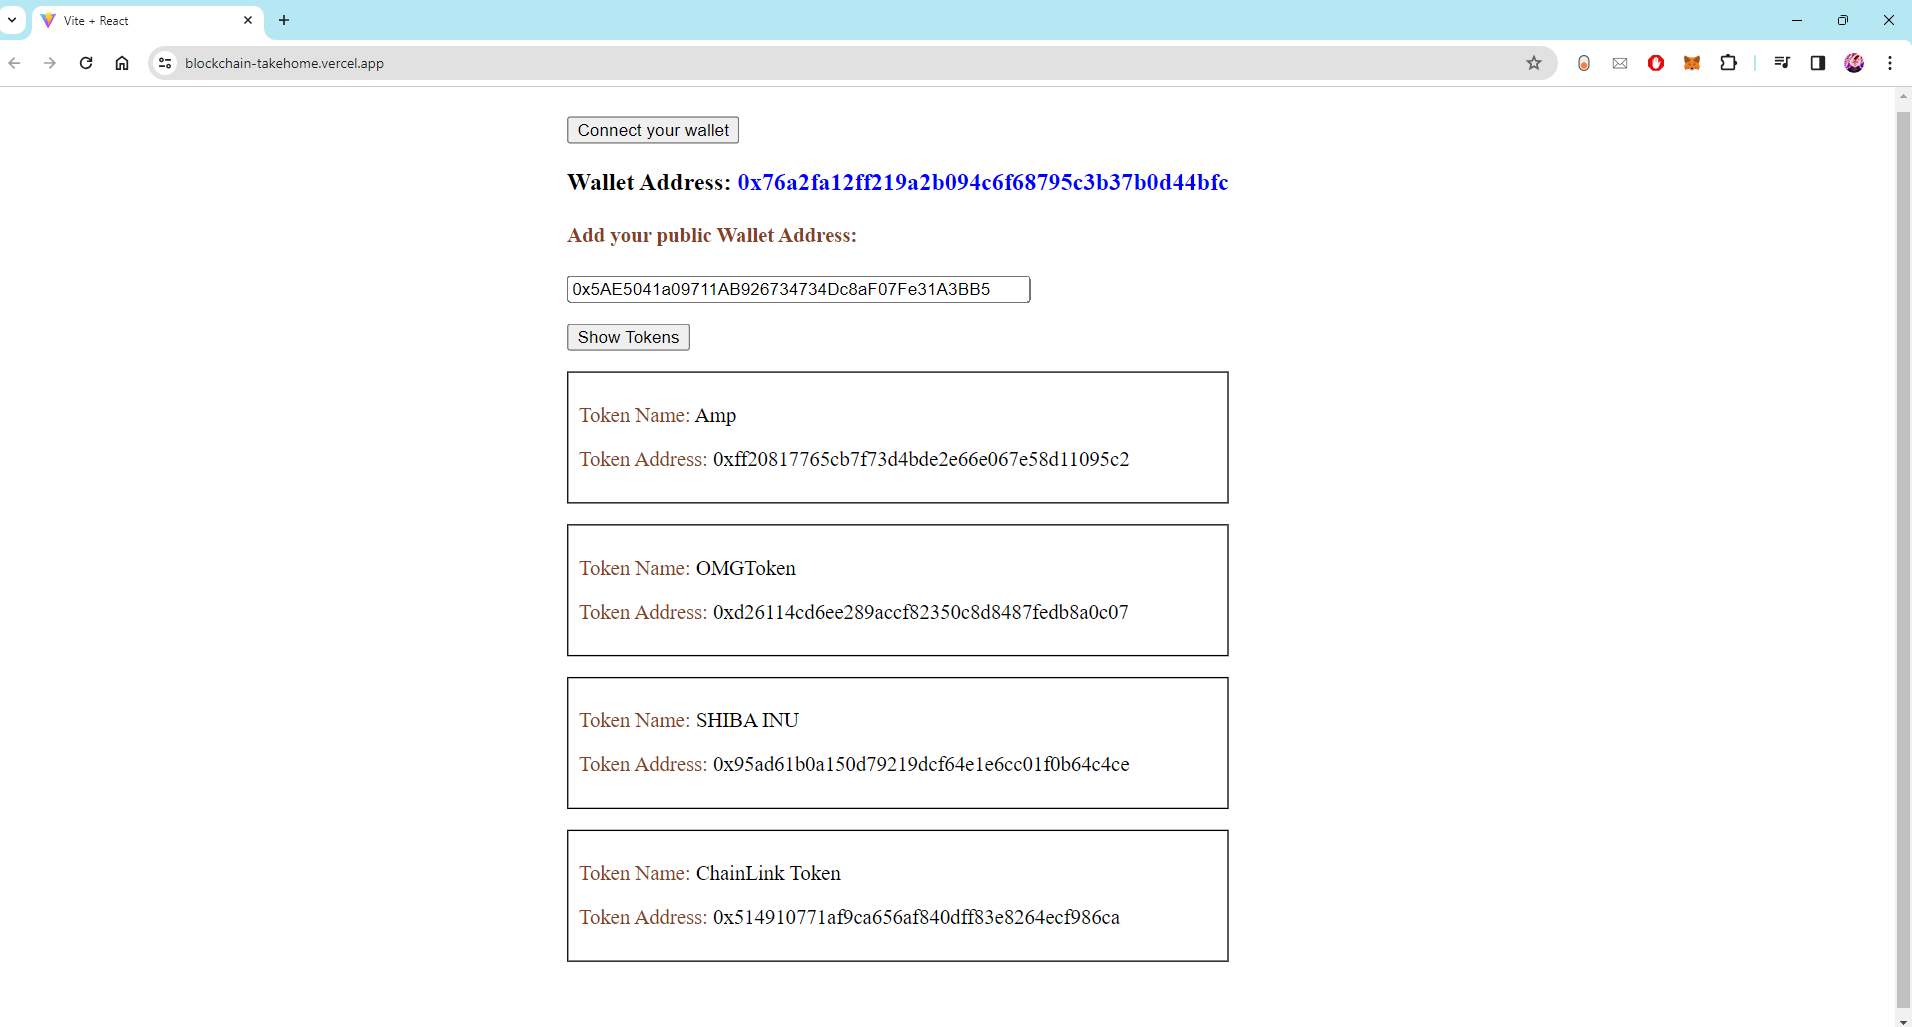 Vite + React
blockchain-takehome.vercel.app
Connect your wallet
Wallet Address: 0x76a2fa12ff219a2b094c6f68795c3b37b0d44bfc
Add your public Wallet Address:
0x5AE5041a09711AB926734734Dc8aF07Fe31A3BB5
Show Tokens
Token Name: Amp
Token Address: 0xff20817765cb7f73d4bde2e66e067e58d11095c2
Token Name: OMGToken
Token Address: 0xd26114cd6ee289accf82350c8d8487fedb8a0c07
Token Name: SHIBA INU
Token Address: 0x95ad61b0a150d79219dcf64e1e6cc01f0b64c4ce
Token Name: ChainLink Token
Token Address: 0x514910771af9ca656af840dff83e8264ecf986ca